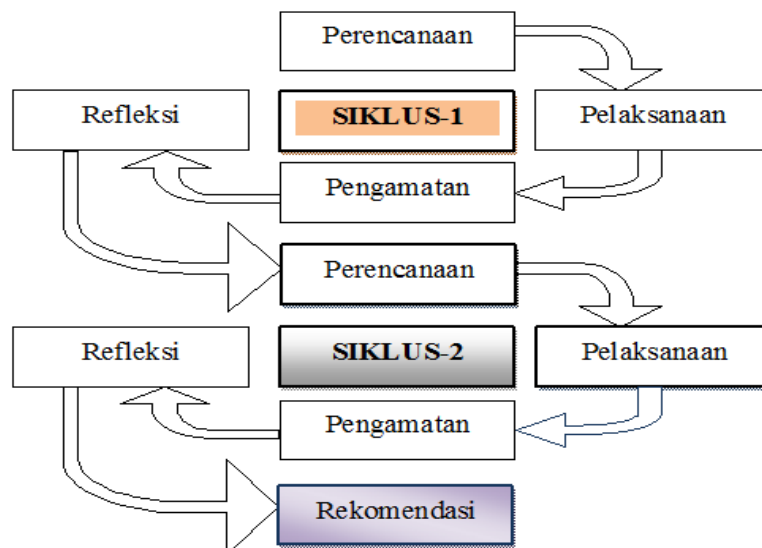 Perencanaan
Refleksi
SIKLUS-1
Pelaksanaan
Pengamatan
Perencanaan
Refleksi
SIKLUS-2
Pelaksanaan
Pengamatan
Rekomendasi